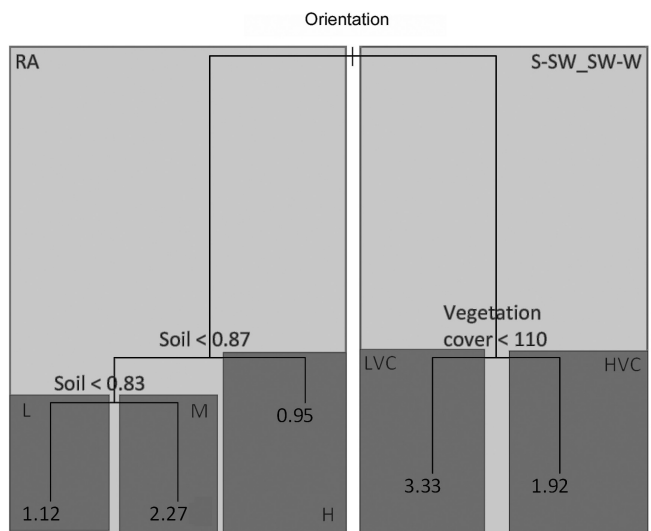 Orientation
RA
S-SW_SW-W
Vegetation
cover < 110
Soil < 0.87
LVC
HVC
Soil < 0.83
L
M
0.95
3.33
1.92
1.12
2.27
H